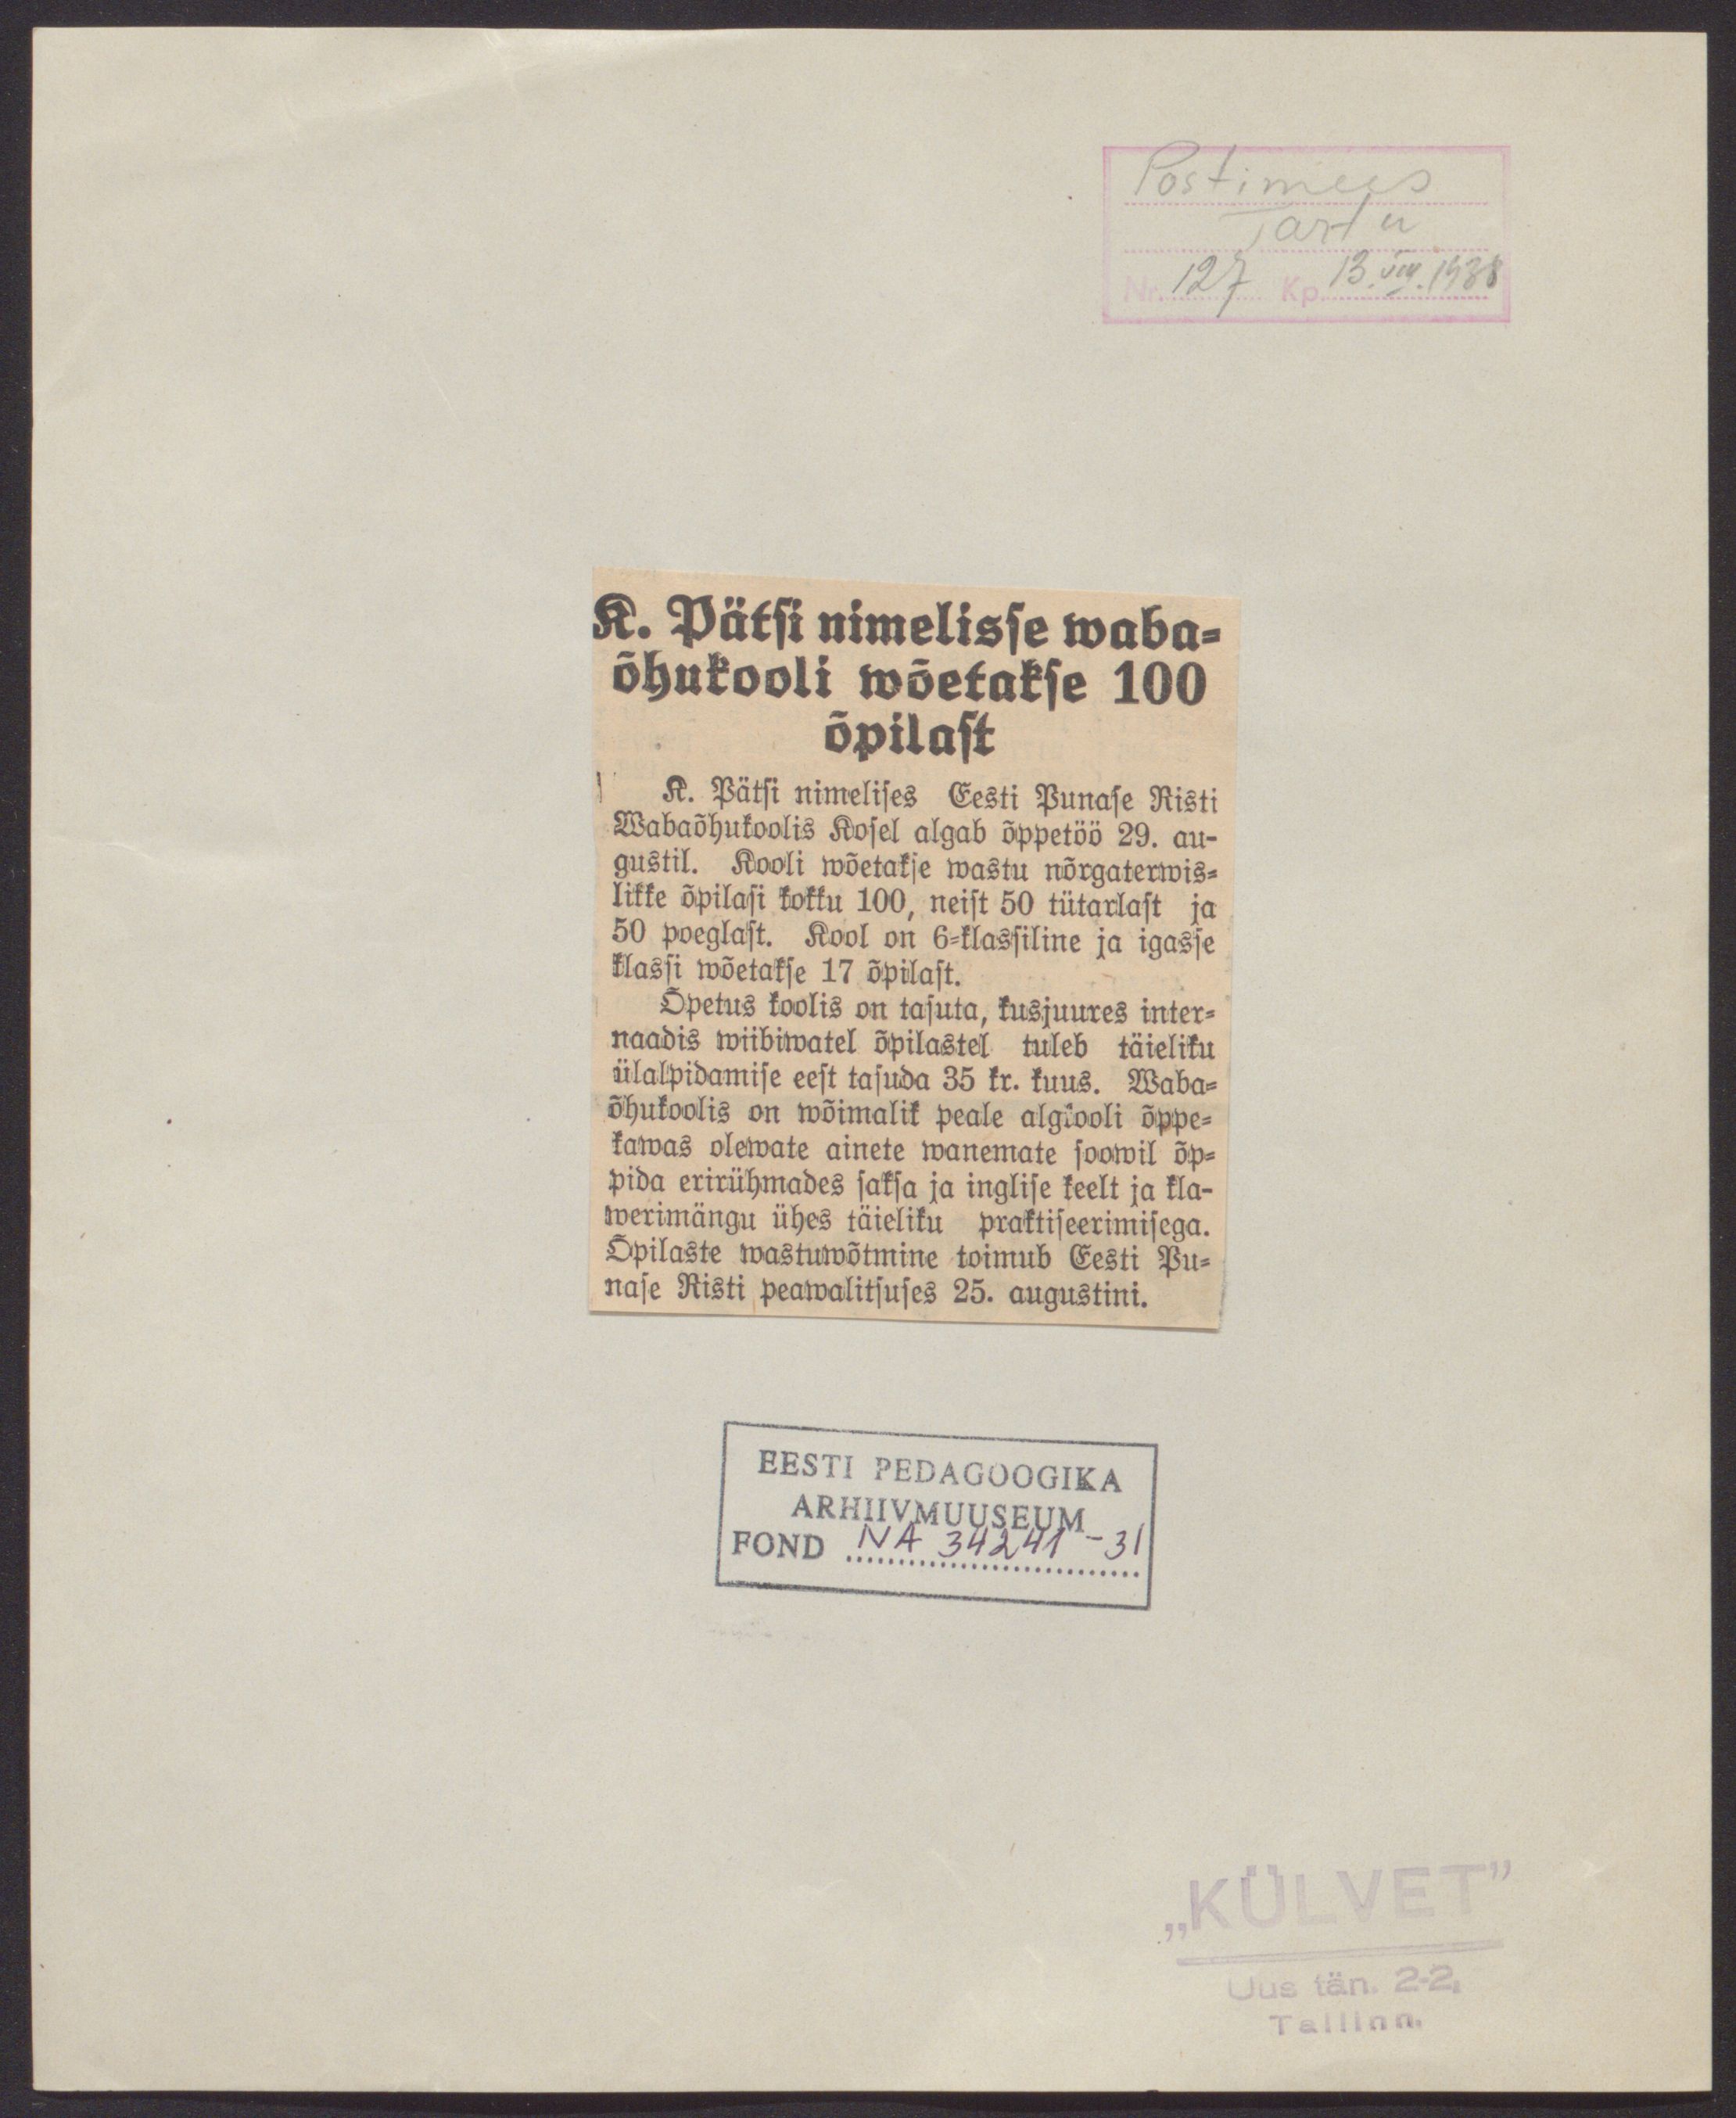 Postimees
Tartu
Nr. 127 Kp. 13. VIII. 1938
K. Pätsi nimelisse waba-
õhukooli wõetakse 100
õpilast
K. Pätsi nimelises Eesti Punase Risti
Wabaõhukoolis Kosel algab õppetöö 29. au-
gustil. Kooli wõetakse wastu nõrgaterwis-
likke õpilasi kokku 100, neist 50 tütarlast ja
50 poeglast. Kool on 6-klassiline ja igasse
klassi wõetakse 17 õpilast.
Õpetus koolis on tasuta, kusjuures inter-
naadis wiibiwatel õpilastel tuleb täieliku
ülalpidamise eest tasuda 35 kr. kuus. Waba-
õhukoolis on wõimalik peale algkooli õppe-
kawas olewate ainete wanemate soowil õp-
pida erirühmades saksa ja inglise keelt ja kla-
werimängu ühes täieliku praktiseerimisega.
Õpilaste wastuwõtmine toimub Eesti Pu-
nase Risti peawalitsuses 25. augustini.
EESTI PEDAGOOGIKA
ARHIIVMUUSEUM
FOND NA 34241-31
„KÜLVET”
Uus tän. 2-2,
Tallinn.